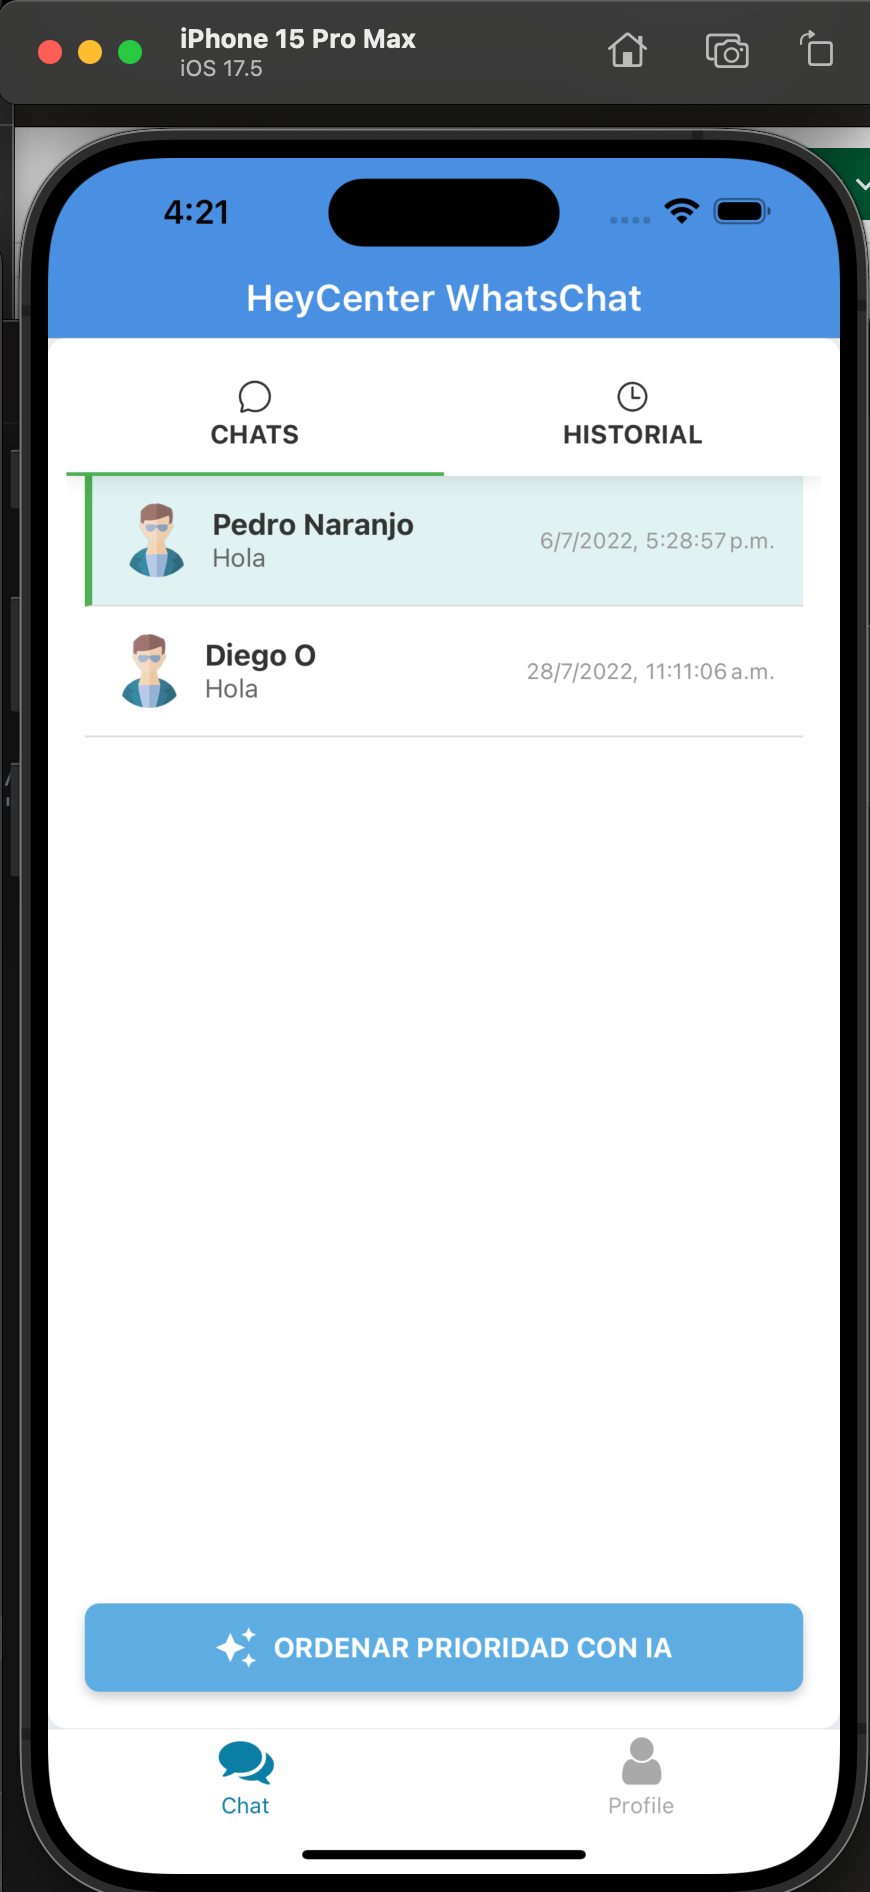 iPhone 15 Pro Max
iOS 17.5
4:21
HeyCenter WhatsChat
CHATS
HISTORIAL
Pedro Naranjo
6/7/2022, 5:28:57 p.m.
Hola
Diego O
28/7/2022, 11:11:06 a.m.
Hola
ORDENAR PRIORIDAD CON IA
Chat
Profile